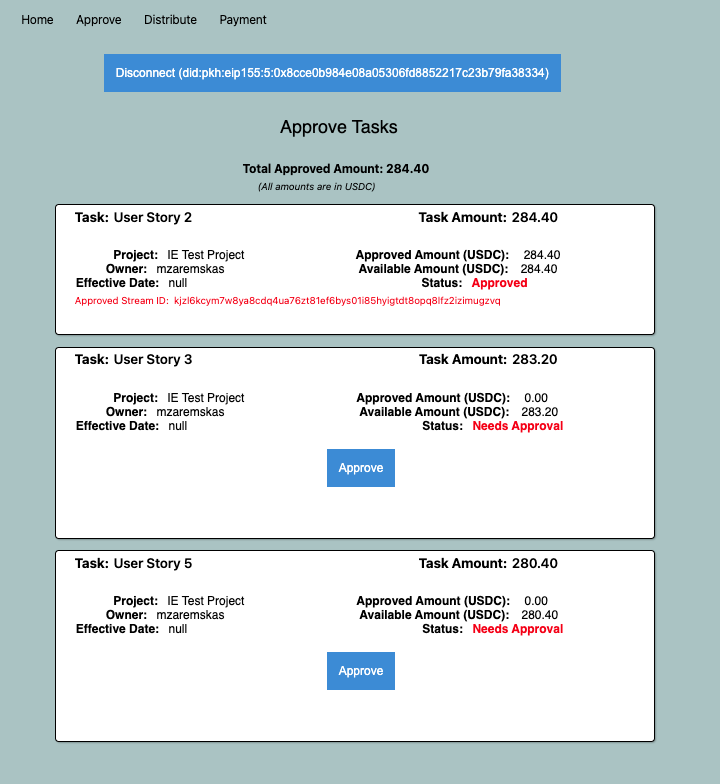 Home Approve Distribute Payment
Disconnect (did:pkh:eip155:5:0x8cce0b984e08a05306fd8852217c23b79fa38334)
Approve Tasks
Total Approved Amount: 284.40
(All amounts are in USDC)
Task: User Story 2 Task Amount: 284.40
Project: IE Test Project Approved Amount (USDC): 284.40
Owner: mzaremskas Available Amount (USDC): 284.40
Effective Date: null Status: Approved
Approved Stream ID: kjzl6kcym7w8ya8cdq4ua76zt81ef6bys01i85hyigtdt8opq8lfz2izimugzvq
Task: User Story 3 Task Amount: 283.20
Project: IE Test Project Approved Amount (USDC): 0.00
Owner: mzaremskas Available Amount (USDC): 283.20
Effective Date: null Status: Needs Approval
Approve
Task: User Story 5 Task Amount: 280.40
Project: IE Test Project Approved Amount (USDC): 0.00
Owner: mzaremskas Available Amount (USDC): 280.40
Effective Date: null Status: Needs Approval
Approve